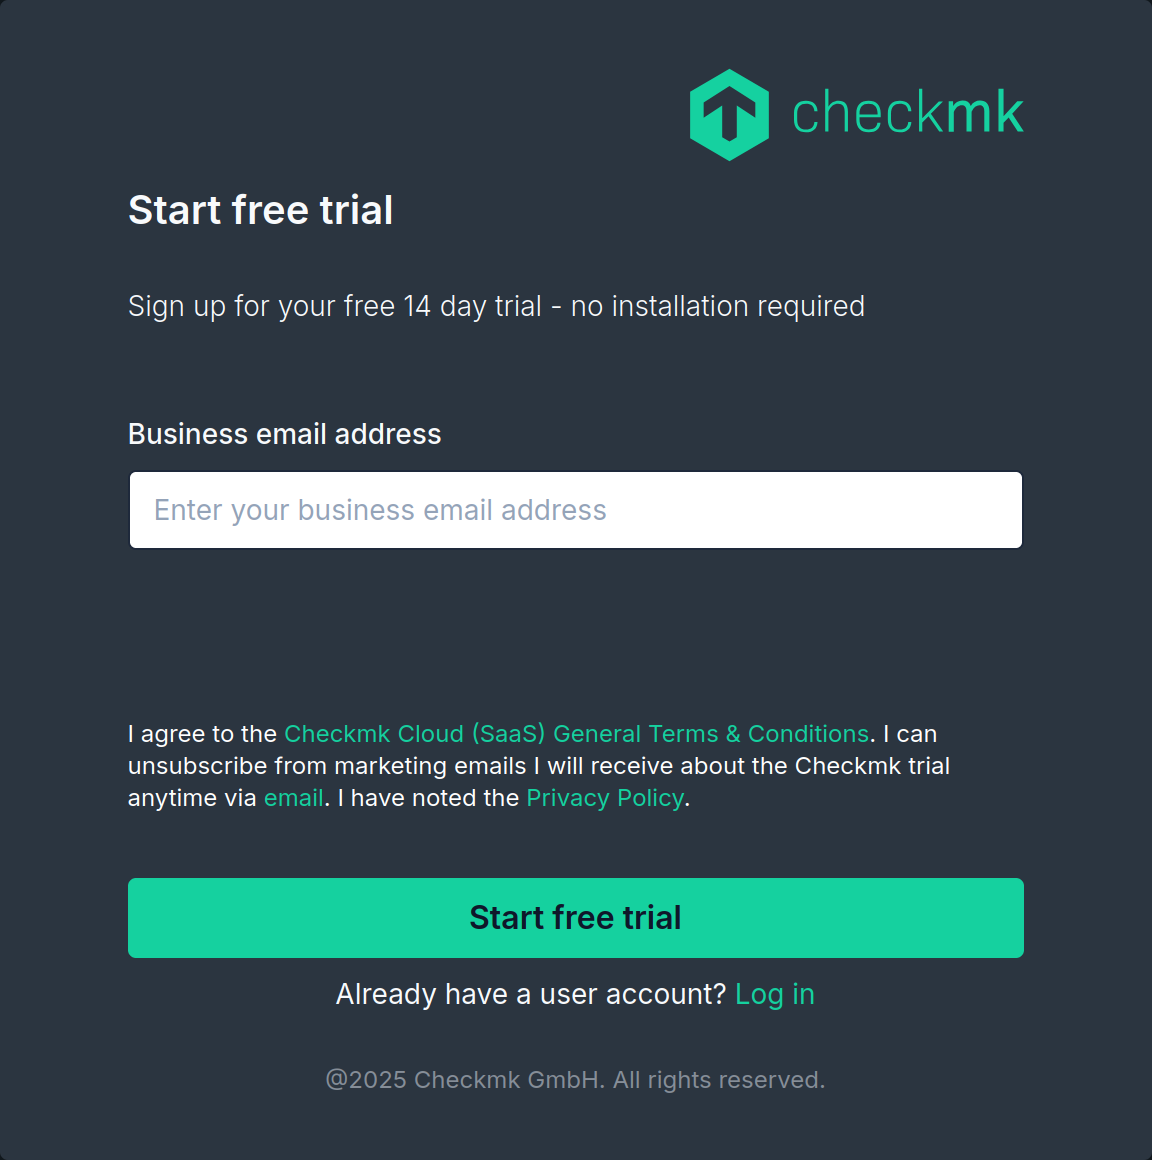 checkmk
Start free trial
Sign up for your free 14 day trial - no installation required
Business email address
Enter your business email address
I agree to the Checkmk Cloud (SaaS) General Terms & Conditions. I can
unsubscribe from marketing emails I will receive about the Checkmk trial
anytime via email. I have noted the Privacy Policy.
Start free trial
Already have a user account? Log in
@2025 Checkmk GmbH. All rights reserved.